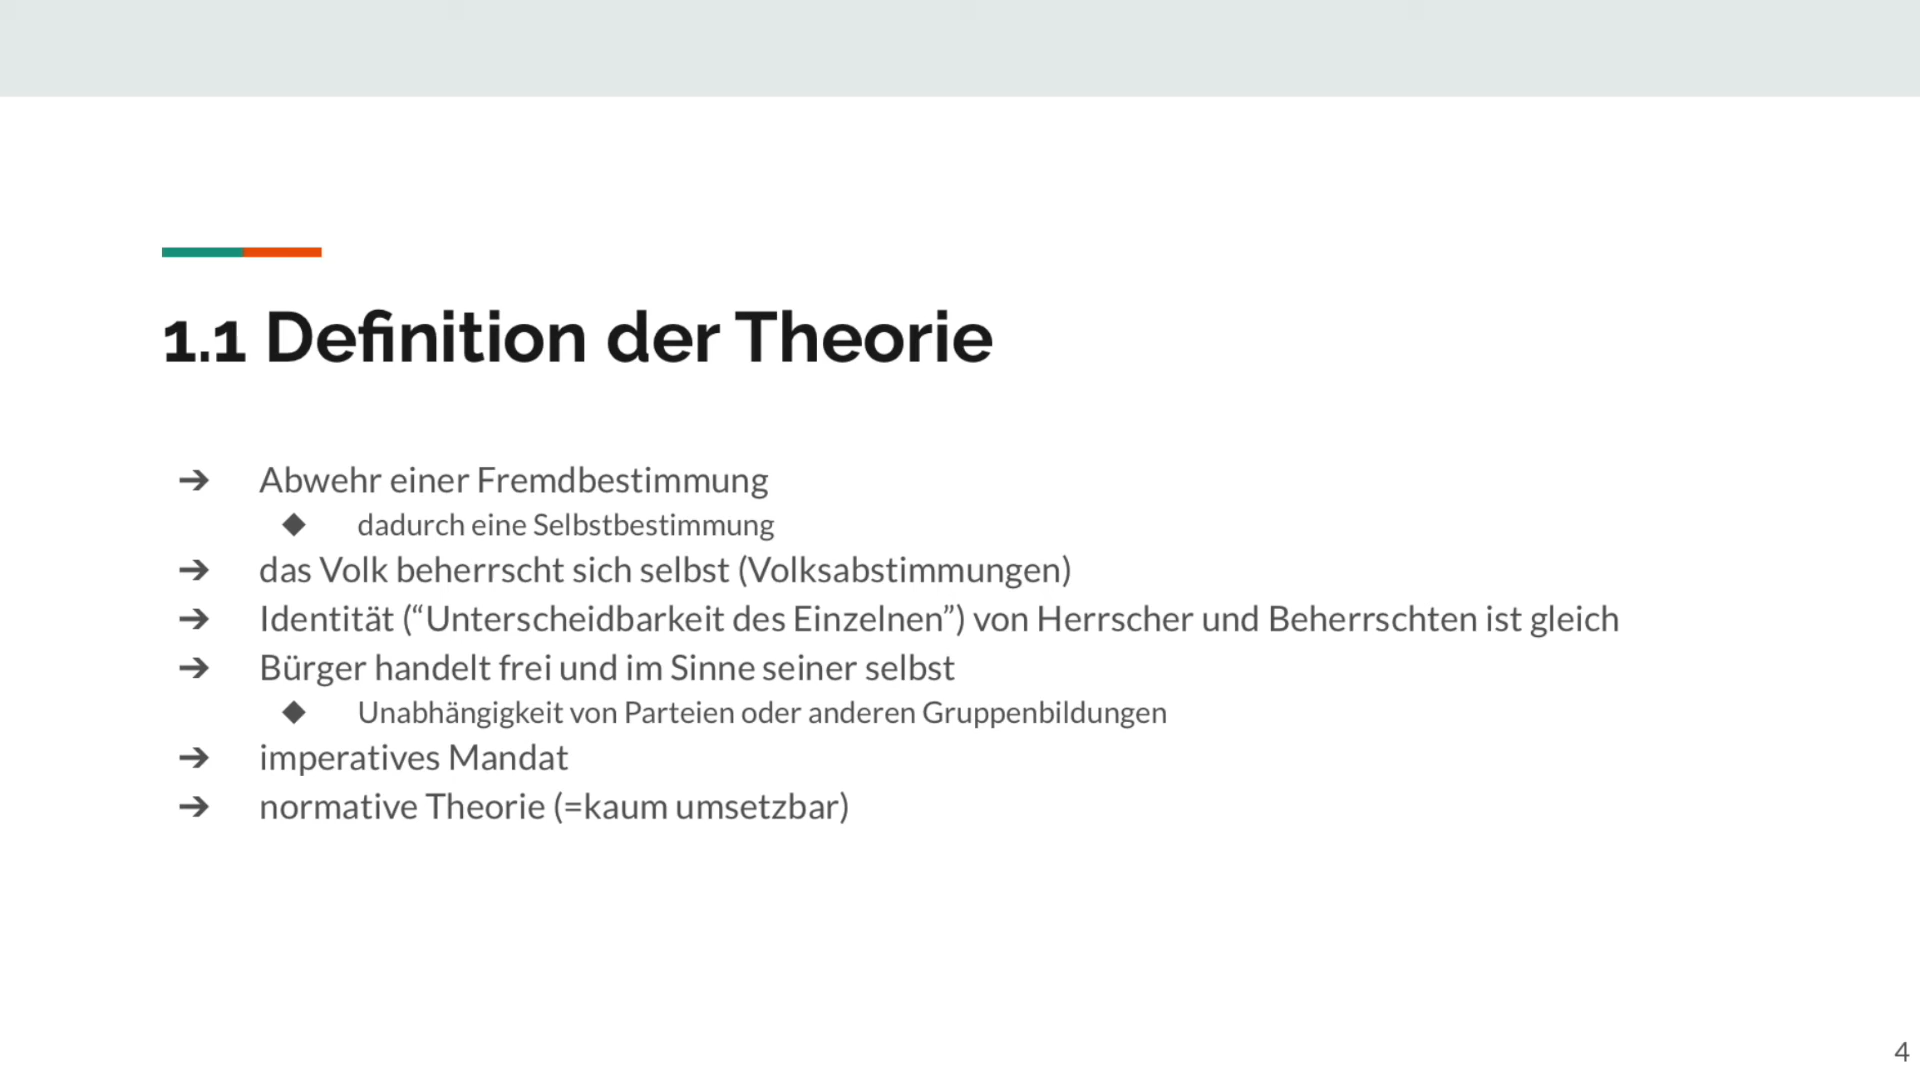 1.1 Definition der Theorie
➔ Abwehr einer Fremdbestimmung
◆ dadurch eine Selbstbestimmung
➔ das Volk beherrscht sich selbst (Volksabstimmungen)
➔ Identität (“Unterscheidbarkeit des Einzelnen”) von Herrscher und Beherrschten ist gleich
➔ Bürger handelt frei und im Sinne seiner selbst
◆ Unabhängigkeit von Parteien oder anderen Gruppenbildungen
➔ imperatives Mandat
➔ normative Theorie (=kaum umsetzbar)
4